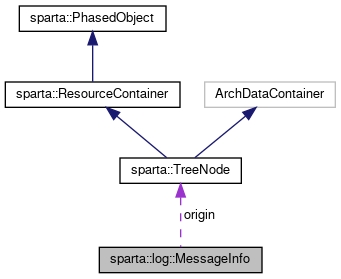 sparta::PhasedObject
sparta::ResourceContainer
ArchDataContainer
sparta::TreeNode
origin
sparta::log::MessageInfo